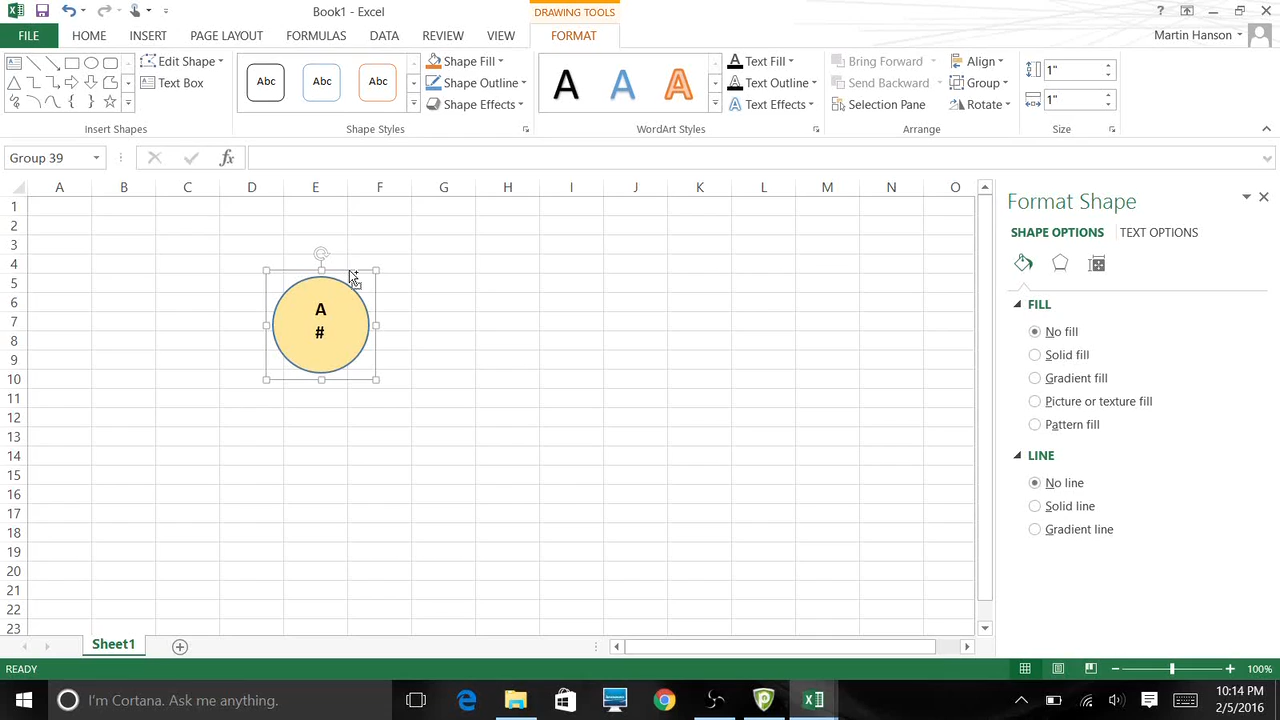 Book1 - Excel
DRAWING TOOLS
?
FILE HOME INSERT PAGE LAYOUT FORMULAS DATA REVIEW VIEW FORMAT Martin Hanson
Edit Shape
Text Box
Insert Shapes
Abc Abc Abc
Shape Fill
Shape Outline
Shape Effects
Shape Styles
A A A
Text Fill
Text Outline
Text Effects
WordArt Styles
Bring Forward
Send Backward
Selection Pane
Align
Group
Rotate
Arrange
1"
1"
Size
Group 39
fx
A B C D E F G H I J K L M N O
1
2
3
4
5
6
7
8
9
10
11
12
13
14
15
16
17
18
19
20
21
22
23
A
#
Format Shape
SHAPE OPTIONS TEXT OPTIONS
FILL
No fill
Solid fill
Gradient fill
Picture or texture fill
Pattern fill
LINE
No line
Solid line
Gradient line
Sheet1
READY
100%
I'm Cortana. Ask me anything.
10:14 PM
2/5/2016